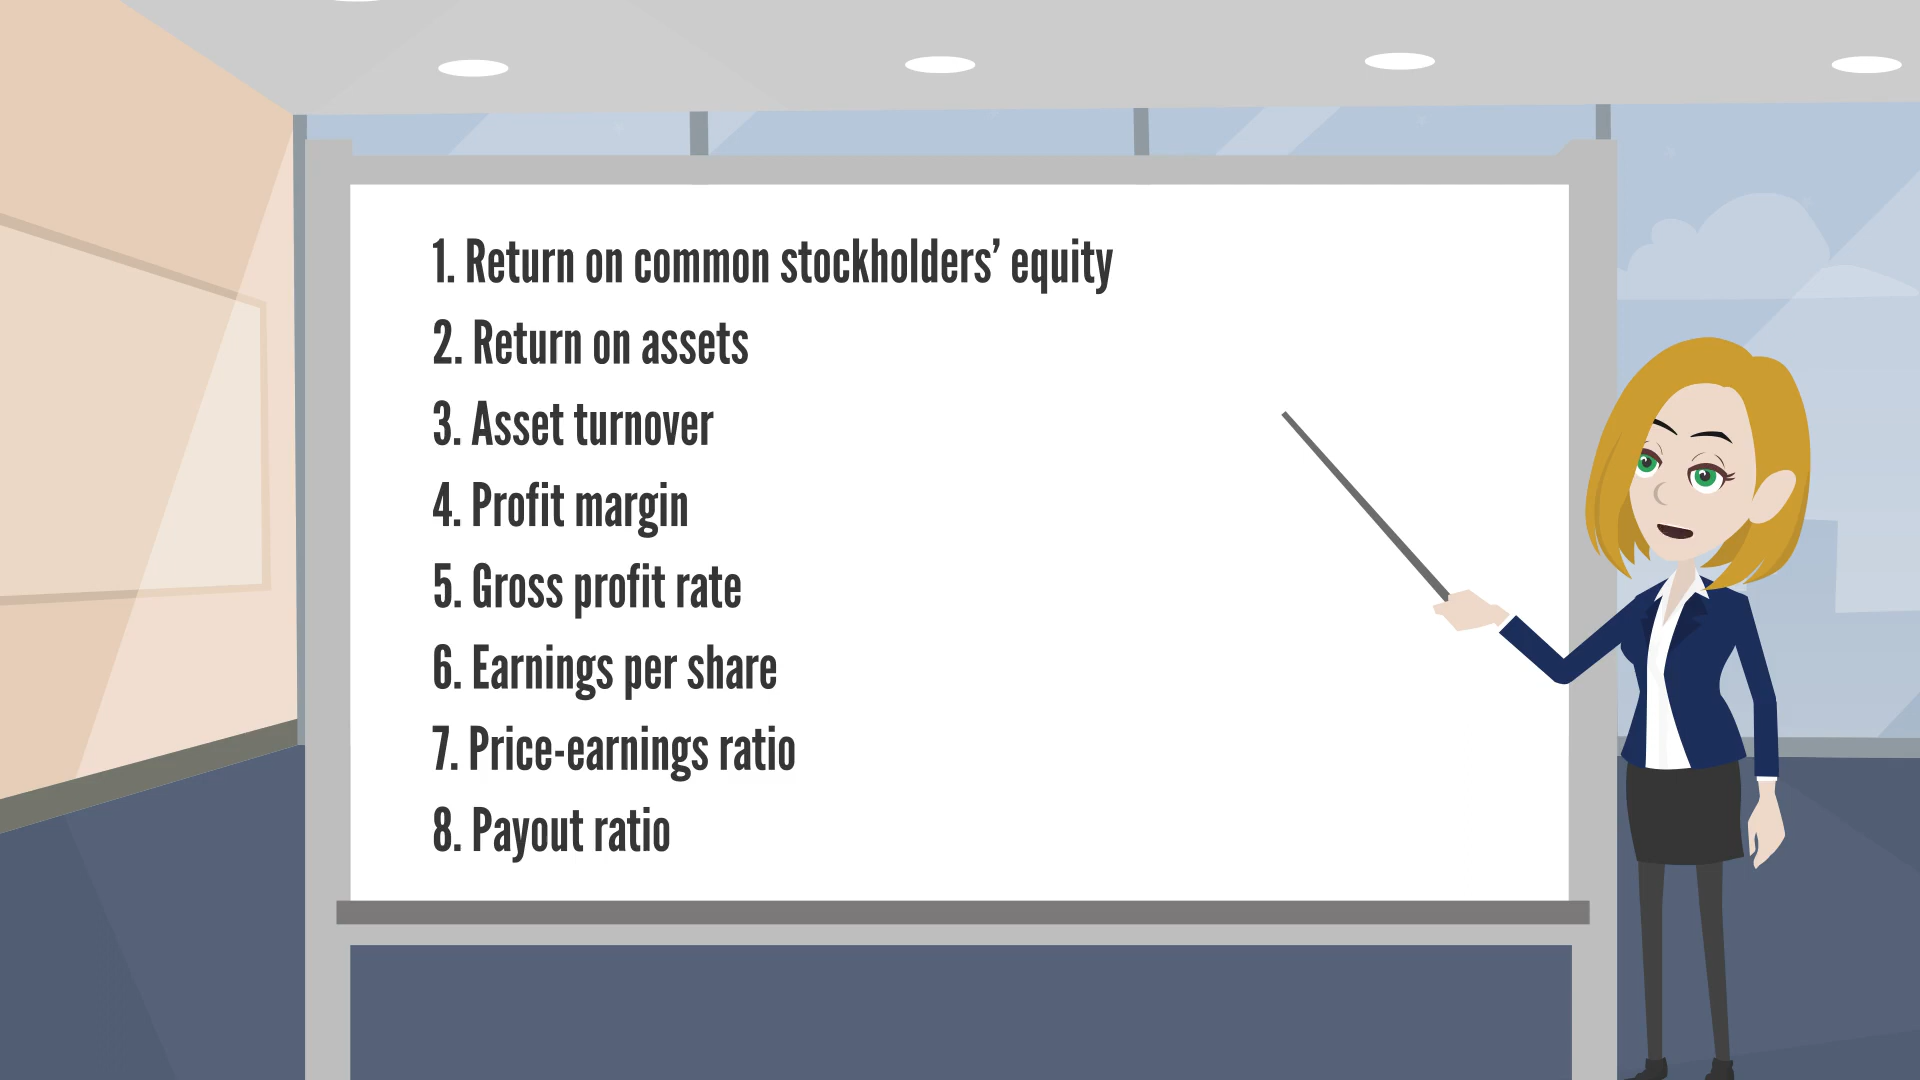 1. Return on common stockholders’ equity
2. Return on assets
3. Asset turnover
4. Profit margin
5. Gross profit rate
6. Earnings per share
7. Price-earnings ratio
8. Payout ratio